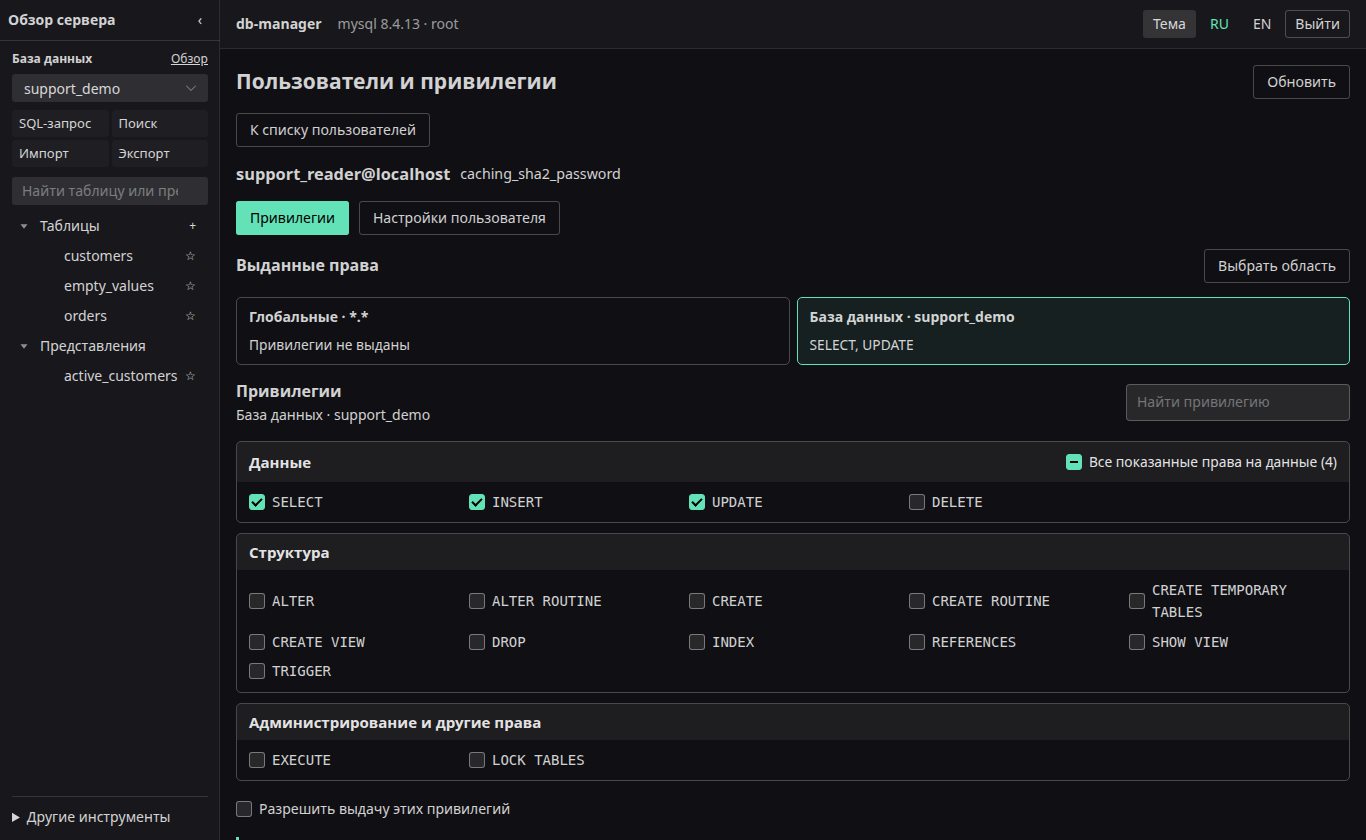 Обзор сервера ‹
База данных Обзор
support_demo
SQL-запрос Поиск
Импорт Экспорт
Найти таблицу или пре
Таблицы +
customers
empty_values
orders
Представления
active_customers
Другие инструменты
db-manager mysql 8.4.13 · root Тема RU EN Выйти
Пользователи и привилегии Обновить
К списку пользователей
support_reader@localhost caching_sha2_password
Привилегии Настройки пользователя
Выданные права Выбрать область
Глобальные · *.*
Привилегии не выданы
База данных · support_demo
SELECT, UPDATE
Привилегии
База данных · support_demo
Найти привилегию
Данные Все показанные права на данные (4)
SELECT INSERT UPDATE DELETE
Структура
ALTER ALTER ROUTINE CREATE CREATE ROUTINE CREATE TEMPORARY TABLES
CREATE VIEW DROP INDEX REFERENCES SHOW VIEW
TRIGGER
Администрирование и другие права
EXECUTE LOCK TABLES
Разрешить выдачу этих привилегий